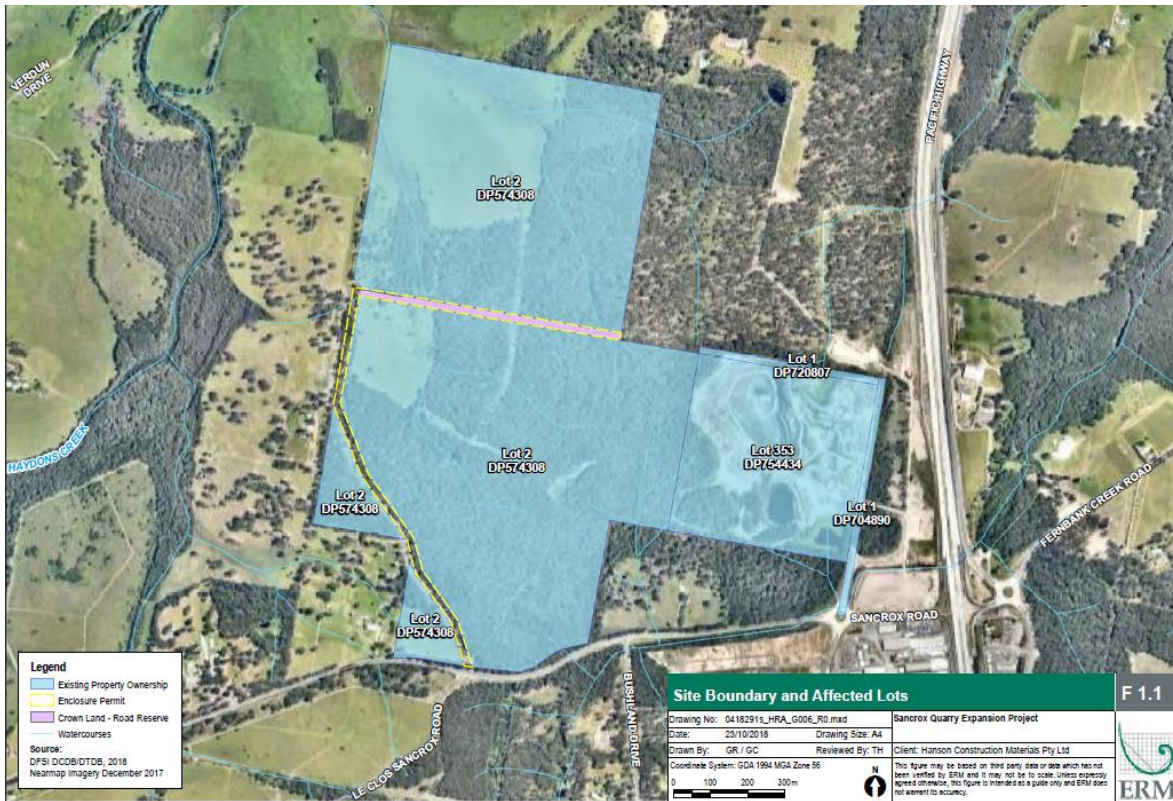 VERDUN
DRIVE
PACIFIC HIGHWAY
Lot 2
DP574308
Lot 1
DP720807
Lot 353
DP754434
Lot 2
DP574308
HAYDONS CREEK
Lot 2
DP574308
Lot 1
DP704890
FERNBANK CREEK ROAD
Lot 2
DP574308
SANCROX ROAD
BUSHLAND DRIVE
LE CLOS SANCROX ROAD
Legend
Existing Property Ownership
Enclosure Permit
Crown Land - Road Reserve
Watercourses
Source:
DFSI DCDB/DTDB, 2018
Nearmap Imagery December 2017
Site Boundary and Affected Lots
F 1.1
Drawing No: 0418291s_HRA_G006_R0.mxd
Sancrox Quarry Expansion Project
Date: 23/10/2018 Drawing Size: A4
Drawn By: GR / GC Reviewed By: TH
Client: Hanson Construction Materials Pty Ltd
Coordinate System: GDA 1994 MGA Zone 56
0 100 200 300m
N
This figure may be based on third party data or data which has not
been verified by ERM and it may not be to scale. Unless expressly
agreed otherwise, this figure is intended as a guide only and ERM does
not warrant its accuracy.
ERM